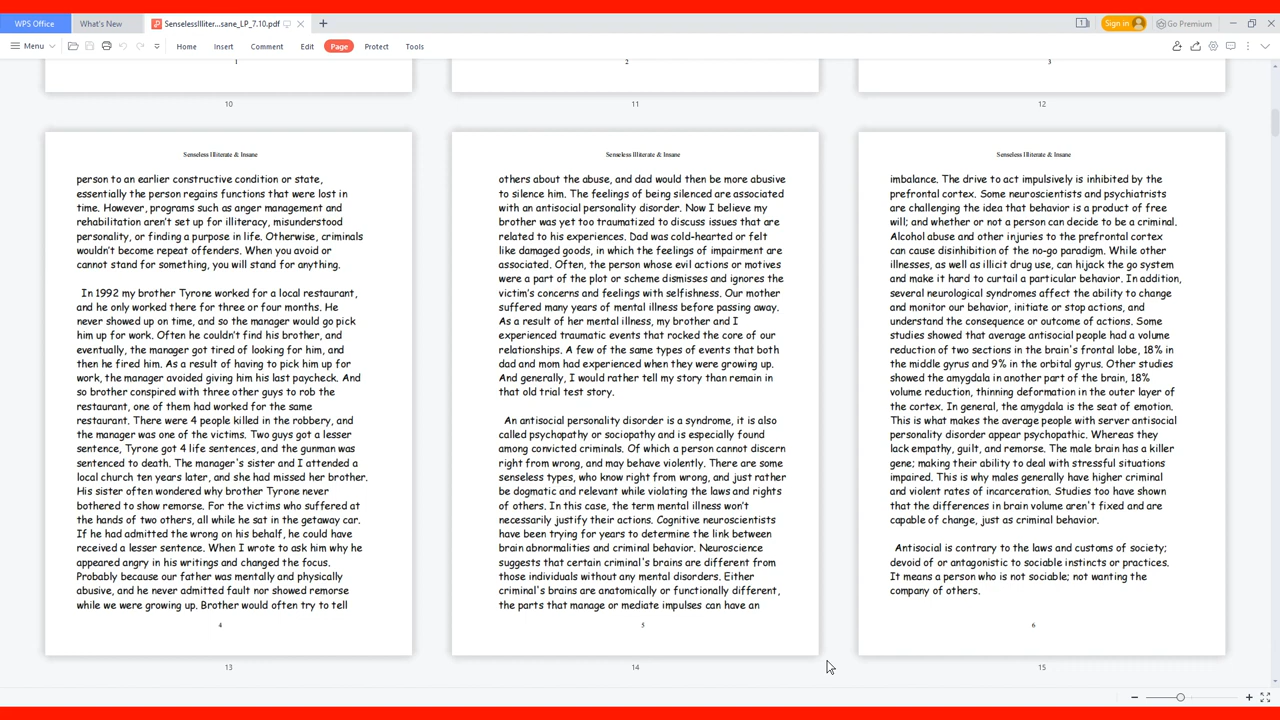 WPS Office
What's New
SenselessIlliter...sane_LP_7.10.pdf
1
Sign in
Go Premium
Menu
Home
Insert
Comment
Edit
Page
Protect
Tools
1
2
3
10
11
12
Senseless Illiterate & Insane
person to an earlier constructive condition or state,
essentially the person regains functions that were lost in
time. However, programs such as anger management and
rehabilitation aren't set up for illiteracy, misunderstood
personality, or finding a purpose in life. Otherwise, criminals
wouldn't become repeat offenders. When you avoid or
cannot stand for something, you will stand for anything.
In 1992 my brother Tyrone worked for a local restaurant,
and he only worked there for three or four months. He
never showed up on time, and so the manager would go pick
him up for work. Often he couldn't find his brother, and
eventually, the manager got tired of looking for him, and
then he fired him. As a result of having to pick him up for
work, the manager avoided giving him his last paycheck. And
so brother conspired with three other guys to rob the
restaurant, one of them had worked for the same
restaurant. There were 4 people killed in the robbery, and
the manager was one of the victims. Two guys got a lesser
sentence, Tyrone got 4 life sentences, and the gunman was
sentenced to death. The manager's sister and I attended a
local church ten years later, and she had missed her brother.
His sister often wondered why brother Tyrone never
bothered to show remorse. For the victims who suffered at
the hands of two others, all while he sat in the getaway car.
If he had admitted the wrong on his behalf, he could have
received a lesser sentence. When I wrote to ask him why he
appeared angry in his writings and changed the focus.
Probably because our father was mentally and physically
abusive, and he never admitted fault nor showed remorse
while we were growing up. Brother would often try to tell
4
13
Senseless Illiterate & Insane
others about the abuse, and dad would then be more abusive
to silence him. The feelings of being silenced are associated
with an antisocial personality disorder. Now I believe my
brother was yet too traumatized to discuss issues that are
related to his experiences. Dad was cold-hearted or felt
like damaged goods, in which the feelings of impairment are
associated. Often, the person whose evil actions or motives
were a part of the plot or scheme dismisses and ignores the
victim's concerns and feelings with selfishness. Our mother
suffered many years of mental illness before passing away.
As a result of her mental illness, my brother and I
experienced traumatic events that rocked the core of our
relationships. A few of the same types of events that both
dad and mom had experienced when they were growing up.
And generally, I would rather tell my story than remain in
that old trial test story.
An antisocial personality disorder is a syndrome, it is also
called psychopathy or sociopathy and is especially found
among convicted criminals. Of which a person cannot discern
right from wrong, and may behave violently. There are some
senseless types, who know right from wrong, and just rather
be dogmatic and relevant while violating the laws and rights
of others. In this case, the term mental illness won't
necessarily justify their actions. Cognitive neuroscientists
have been trying for years to determine the link between
brain abnormalities and criminal behavior. Neuroscience
suggests that certain criminal's brains are different from
those individuals without any mental disorders. Either
criminal's brains are anatomically or functionally different,
the parts that manage or mediate impulses can have an
5
14
Senseless Illiterate & Insane
imbalance. The drive to act impulsively is inhibited by the
prefrontal cortex. Some neuroscientists and psychiatrists
are challenging the idea that behavior is a product of free
will; and whether or not a person can decide to be a criminal.
Alcohol abuse and other injuries to the prefrontal cortex
can cause disinhibition of the no-go paradigm. While other
illnesses, as well as illicit drug use, can hijack the go system
and make it hard to curtail a particular behavior. In addition,
several neurological syndromes affect the ability to change
and monitor our behavior, initiate or stop actions, and
understand the consequence or outcome of actions. Some
studies showed that average antisocial people had a volume
reduction of two sections in the brain's frontal lobe, 18% in
the middle gyrus and 9% in the orbital gyrus. Other studies
showed the amygdala in another part of the brain, 18%
volume reduction, thinning deformation in the outer layer of
the cortex. In general, the amygdala is the seat of emotion.
This is what makes the average people with server antisocial
personality disorder appear psychopathic. Whereas they
lack empathy, guilt, and remorse. The male brain has a killer
gene; making their ability to deal with stressful situations
impaired. This is why males generally have higher criminal
and violent rates of incarceration. Studies too have shown
that the differences in brain volume aren't fixed and are
capable of change, just as criminal behavior.
Antisocial is contrary to the laws and customs of society;
devoid of or antagonistic to sociable instincts or practices.
It means a person who is not sociable; not wanting the
company of others.
6
15